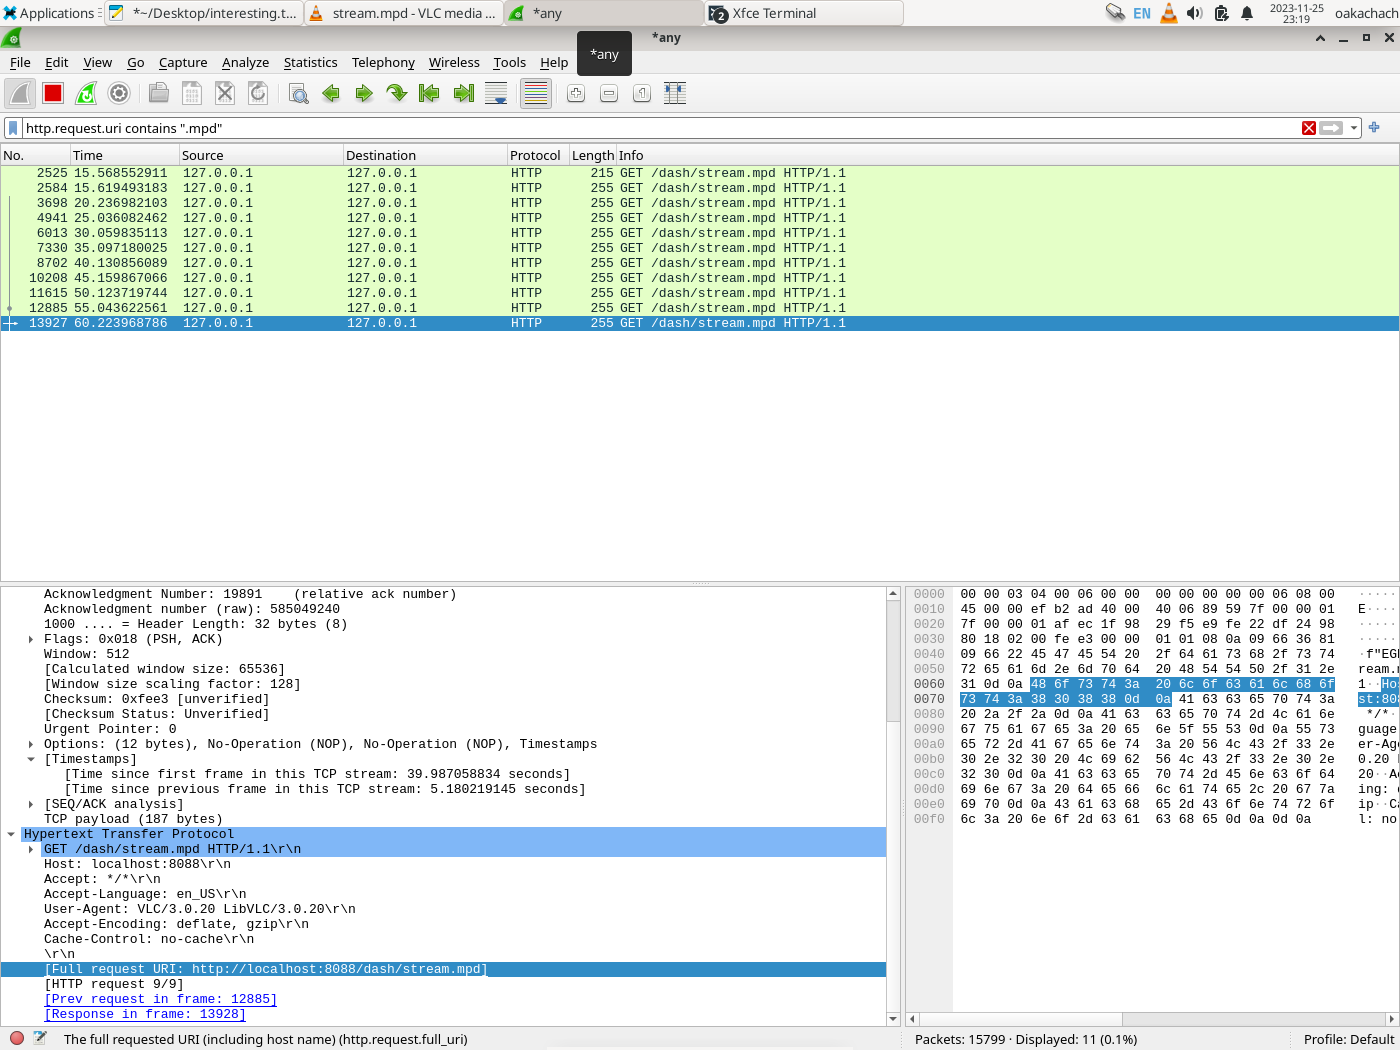 Applications
*~/Desktop/interesting.t...
stream.mpd - VLC media ...
*any
2
Xfce Terminal
EN
2023-11-25
23:19
oakachach
*any
*any
File Edit View Go Capture Analyze Statistics Telephony Wireless Tools Help
http.request.uri contains ".mpd"
No. Time Source Destination Protocol Length Info
2525 15.568552911 127.0.0.1 127.0.0.1 HTTP 215 GET /dash/stream.mpd HTTP/1.1
2584 15.619493183 127.0.0.1 127.0.0.1 HTTP 255 GET /dash/stream.mpd HTTP/1.1
3698 20.236982103 127.0.0.1 127.0.0.1 HTTP 255 GET /dash/stream.mpd HTTP/1.1
4941 25.036082462 127.0.0.1 127.0.0.1 HTTP 255 GET /dash/stream.mpd HTTP/1.1
6013 30.059835113 127.0.0.1 127.0.0.1 HTTP 255 GET /dash/stream.mpd HTTP/1.1
7330 35.097180025 127.0.0.1 127.0.0.1 HTTP 255 GET /dash/stream.mpd HTTP/1.1
8702 40.130856089 127.0.0.1 127.0.0.1 HTTP 255 GET /dash/stream.mpd HTTP/1.1
10208 45.159867066 127.0.0.1 127.0.0.1 HTTP 255 GET /dash/stream.mpd HTTP/1.1
11615 50.123719744 127.0.0.1 127.0.0.1 HTTP 255 GET /dash/stream.mpd HTTP/1.1
12885 55.043622561 127.0.0.1 127.0.0.1 HTTP 255 GET /dash/stream.mpd HTTP/1.1
13927 60.223968786 127.0.0.1 127.0.0.1 HTTP 255 GET /dash/stream.mpd HTTP/1.1
Acknowledgment Number: 19891    (relative ack number)
Acknowledgment number (raw): 585049240
1000 .... = Header Length: 32 bytes (8)
Flags: 0x018 (PSH, ACK)
Window: 512
[Calculated window size: 65536]
[Window size scaling factor: 128]
Checksum: 0xfee3 [unverified]
[Checksum Status: Unverified]
Urgent Pointer: 0
Options: (12 bytes), No-Operation (NOP), No-Operation (NOP), Timestamps
[Timestamps]
[Time since first frame in this TCP stream: 39.987058834 seconds]
[Time since previous frame in this TCP stream: 5.180219145 seconds]
[SEQ/ACK analysis]
TCP payload (187 bytes)
Hypertext Transfer Protocol
GET /dash/stream.mpd HTTP/1.1\r\n
Host: localhost:8088\r\n
Accept: */*\r\n
Accept-Language: en_US\r\n
User-Agent: VLC/3.0.20 LibVLC/3.0.20\r\n
Accept-Encoding: deflate, gzip\r\n
Cache-Control: no-cache\r\n
\r\n
[Full request URI: http://localhost:8088/dash/stream.mpd]
[HTTP request 9/9]
[Prev request in frame: 12885]
[Response in frame: 13928]
0000 00 00 03 04 00 06 00 00 00 00 00 00 00 06 08 00 ·····
0010 45 00 00 ef b2 ad 40 00 40 06 89 59 7f 00 00 01 E····
0020 7f 00 00 01 af ec 1f 98 29 f5 e9 fe 22 df 24 98 ·····
0030 80 18 02 00 fe e3 00 00 01 01 08 0a 09 66 36 81 ·····
0040 09 66 22 45 47 45 54 20 2f 64 61 73 68 2f 73 74 ·f"EG
0050 72 65 61 6d 2e 6d 70 64 20 48 54 54 50 2f 31 2e ream.
0060 31 0d 0a 48 6f 73 74 3a 20 6c 6f 63 61 6c 68 6f 1··Hos
0070 73 74 3a 38 30 38 38 0d 0a 41 63 63 65 70 74 3a st:808
0080 20 2a 2f 2a 0d 0a 41 63 63 65 70 74 2d 4c 61 6e */*·
0090 67 75 61 67 65 3a 20 65 6e 5f 55 53 0d 0a 55 73 guage
00a0 65 72 2d 41 67 65 6e 74 3a 20 56 4c 43 2f 33 2e er-Age
00b0 30 2e 32 30 20 4c 69 62 56 4c 43 2f 33 2e 30 2e 0.20
00c0 32 30 0d 0a 41 63 63 65 70 74 2d 45 6e 63 6f 64 20··A
00d0 69 6e 67 3a 20 64 65 66 6c 61 74 65 2c 20 67 7a ing:
00e0 69 70 0d 0a 43 61 63 68 65 2d 43 6f 6e 74 72 6f ip··C
00f0 6c 3a 20 6e 6f 2d 63 61 63 68 65 0d 0a 0d 0a l: no
The full requested URI (including host name) (http.request.full_uri)
Packets: 15799 · Displayed: 11 (0.1%)
Profile: Default